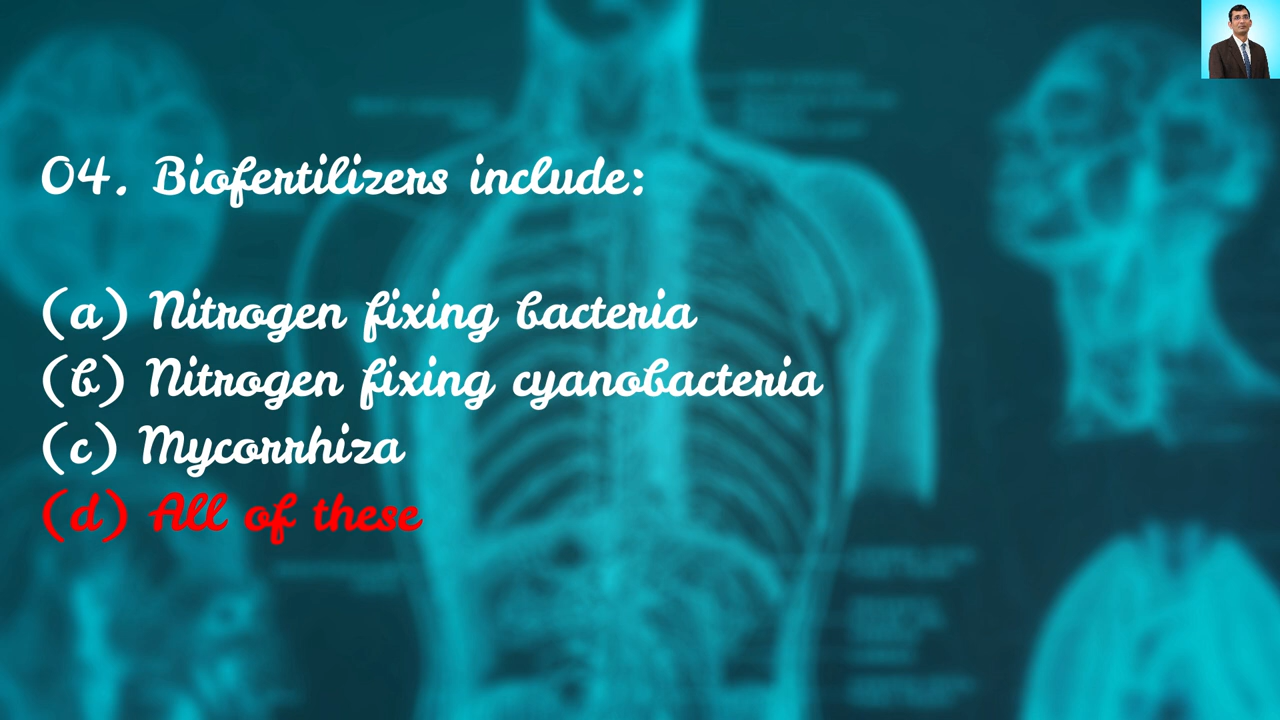 04. Biofertilizers include:
(a) Nitrogen fixing bacteria
(b) Nitrogen fixing cyanobacteria
(c) Mycorrhiza
(d) All of these